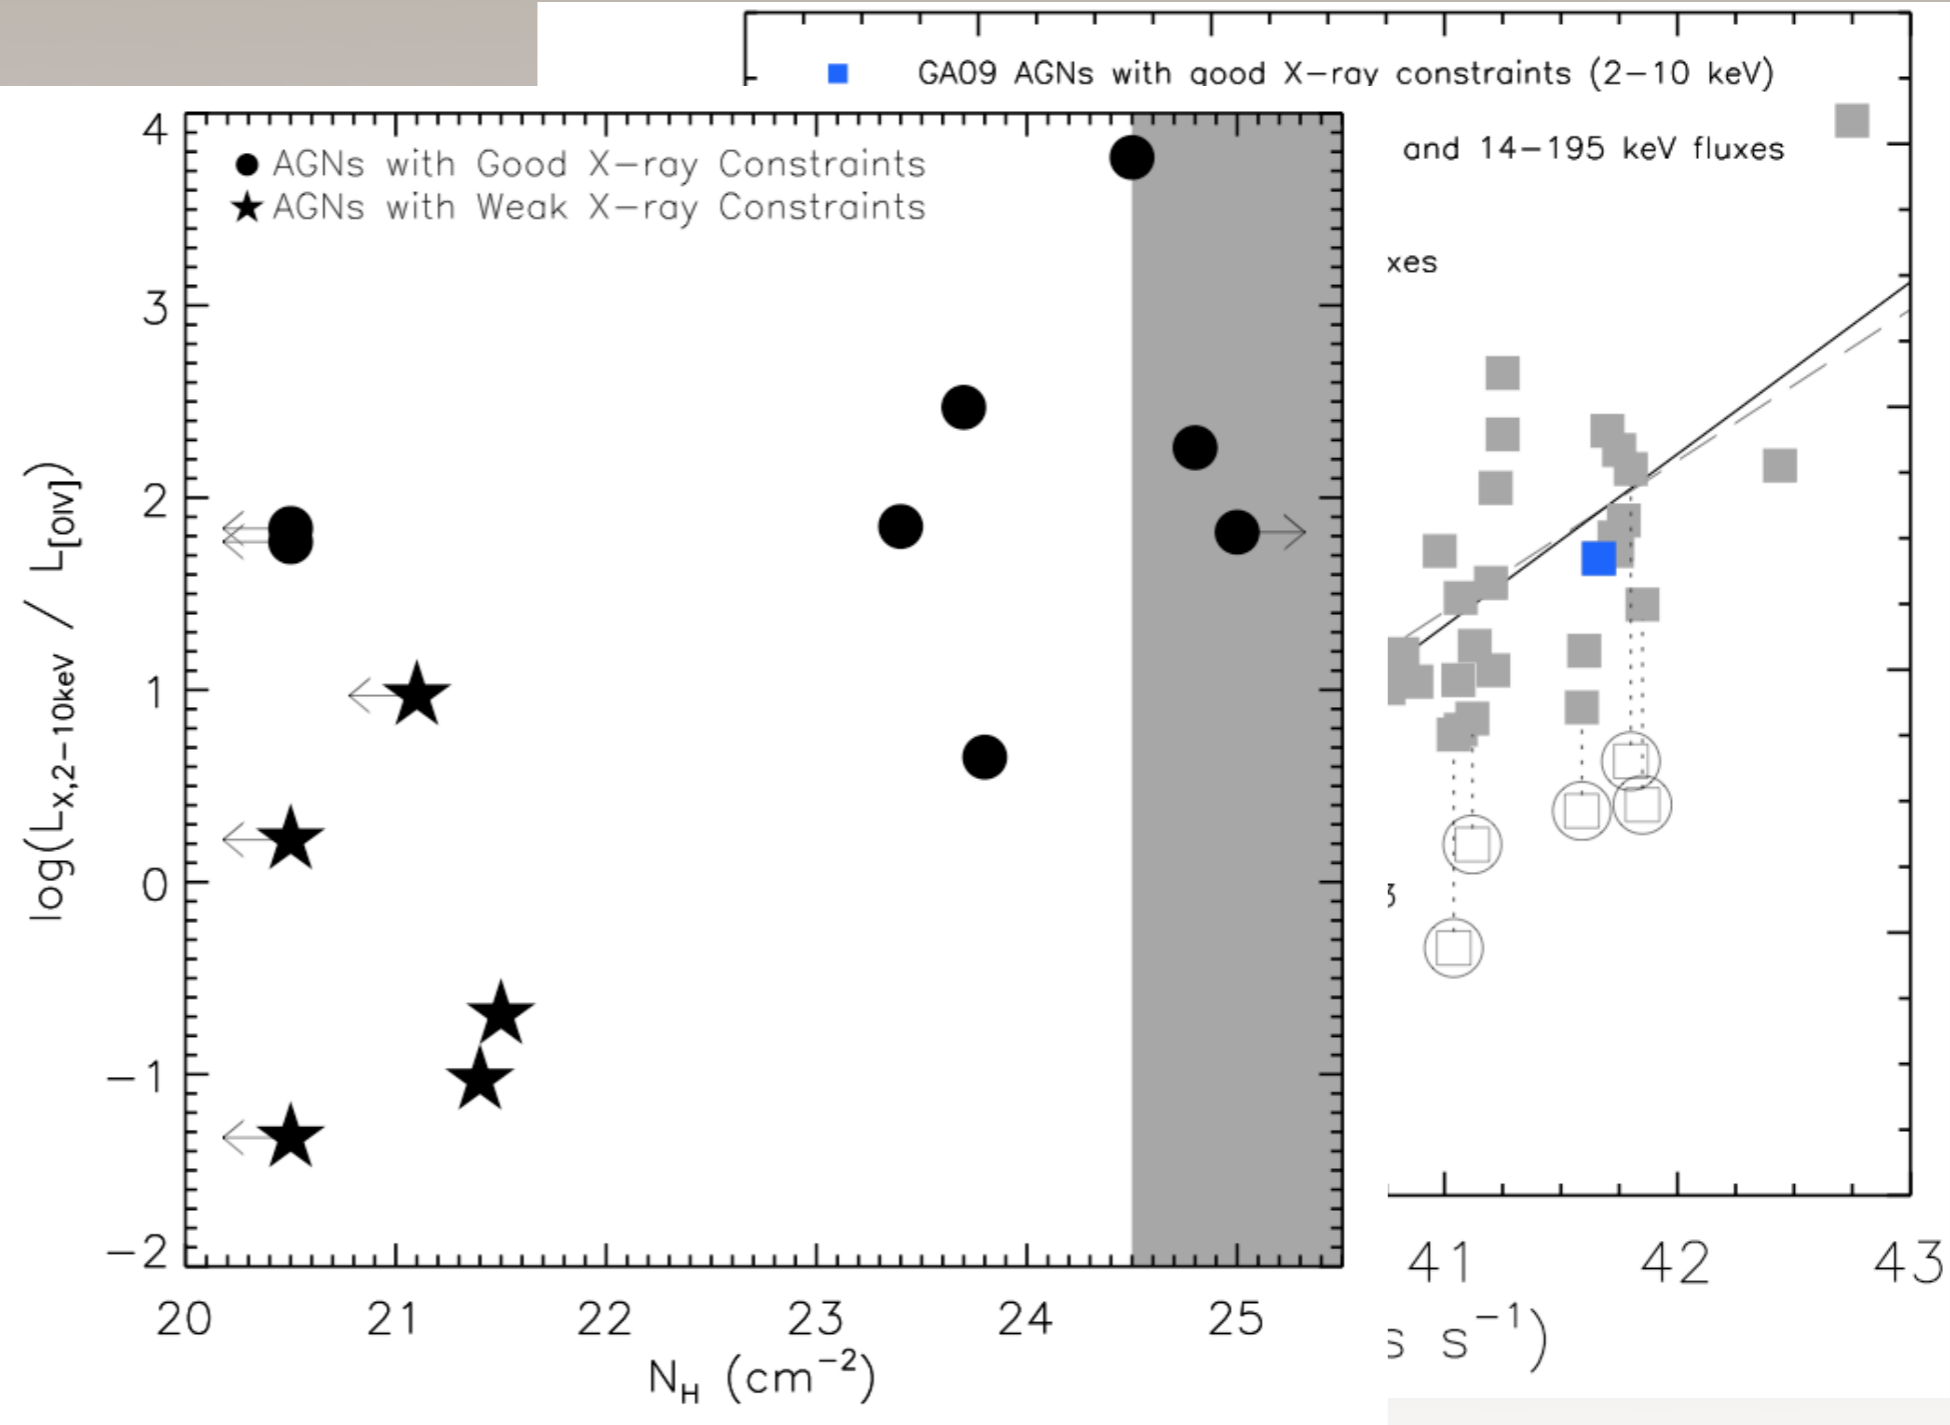 GA09 AGNs with good X-ray constraints (2-10 keV)
and 14-195 keV fluxes
xes
AGNs with Good X-ray Constraints
AGNs with Weak X-ray Constraints
4
3
2
1
0
-1
-2
log(Lx,2-10keV / L[OIV])
20 21 22 23 24 25
NH (cm-2)
3
41 42 43
s s-1)